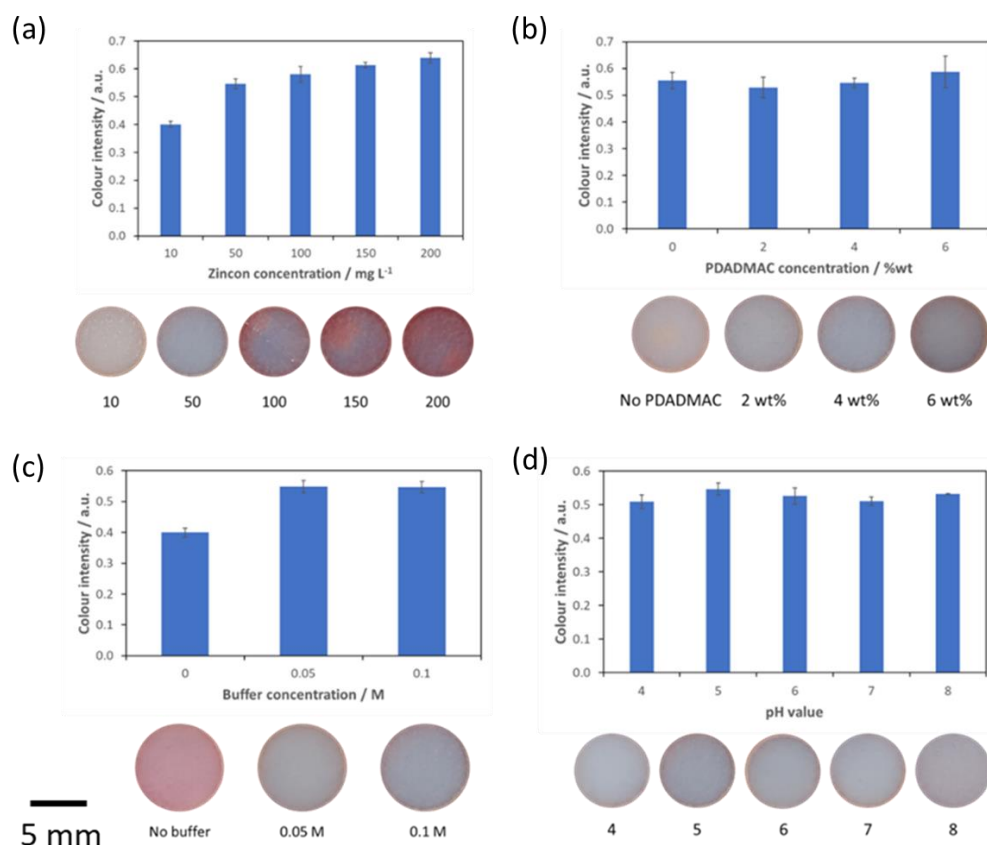 (a)
0.7
0.6
0.5
0.4
0.3
0.2
0.1
0.0
Colour intensity / a.u.
10 50 100 150 200
Zincon concentration / mg L⁻¹
10 50 100 150 200
(b)
0.7
0.6
0.5
0.4
0.3
0.2
0.1
0.0
Colour intensity / a.u.
0 2 4 6
PDADMAC concentration / %wt
No PDADMAC 2 wt% 4 wt% 6 wt%
(c)
0.6
0.5
0.4
0.3
0.2
0.1
0.0
Colour intensity / a.u.
0 0.05 0.1
Buffer concentration / M
No buffer 0.05 M 0.1 M
5 mm
(d)
0.6
0.5
0.4
0.3
0.2
0.1
0.0
Colour intensity / a.u.
4 5 6 7 8
pH value
4 5 6 7 8